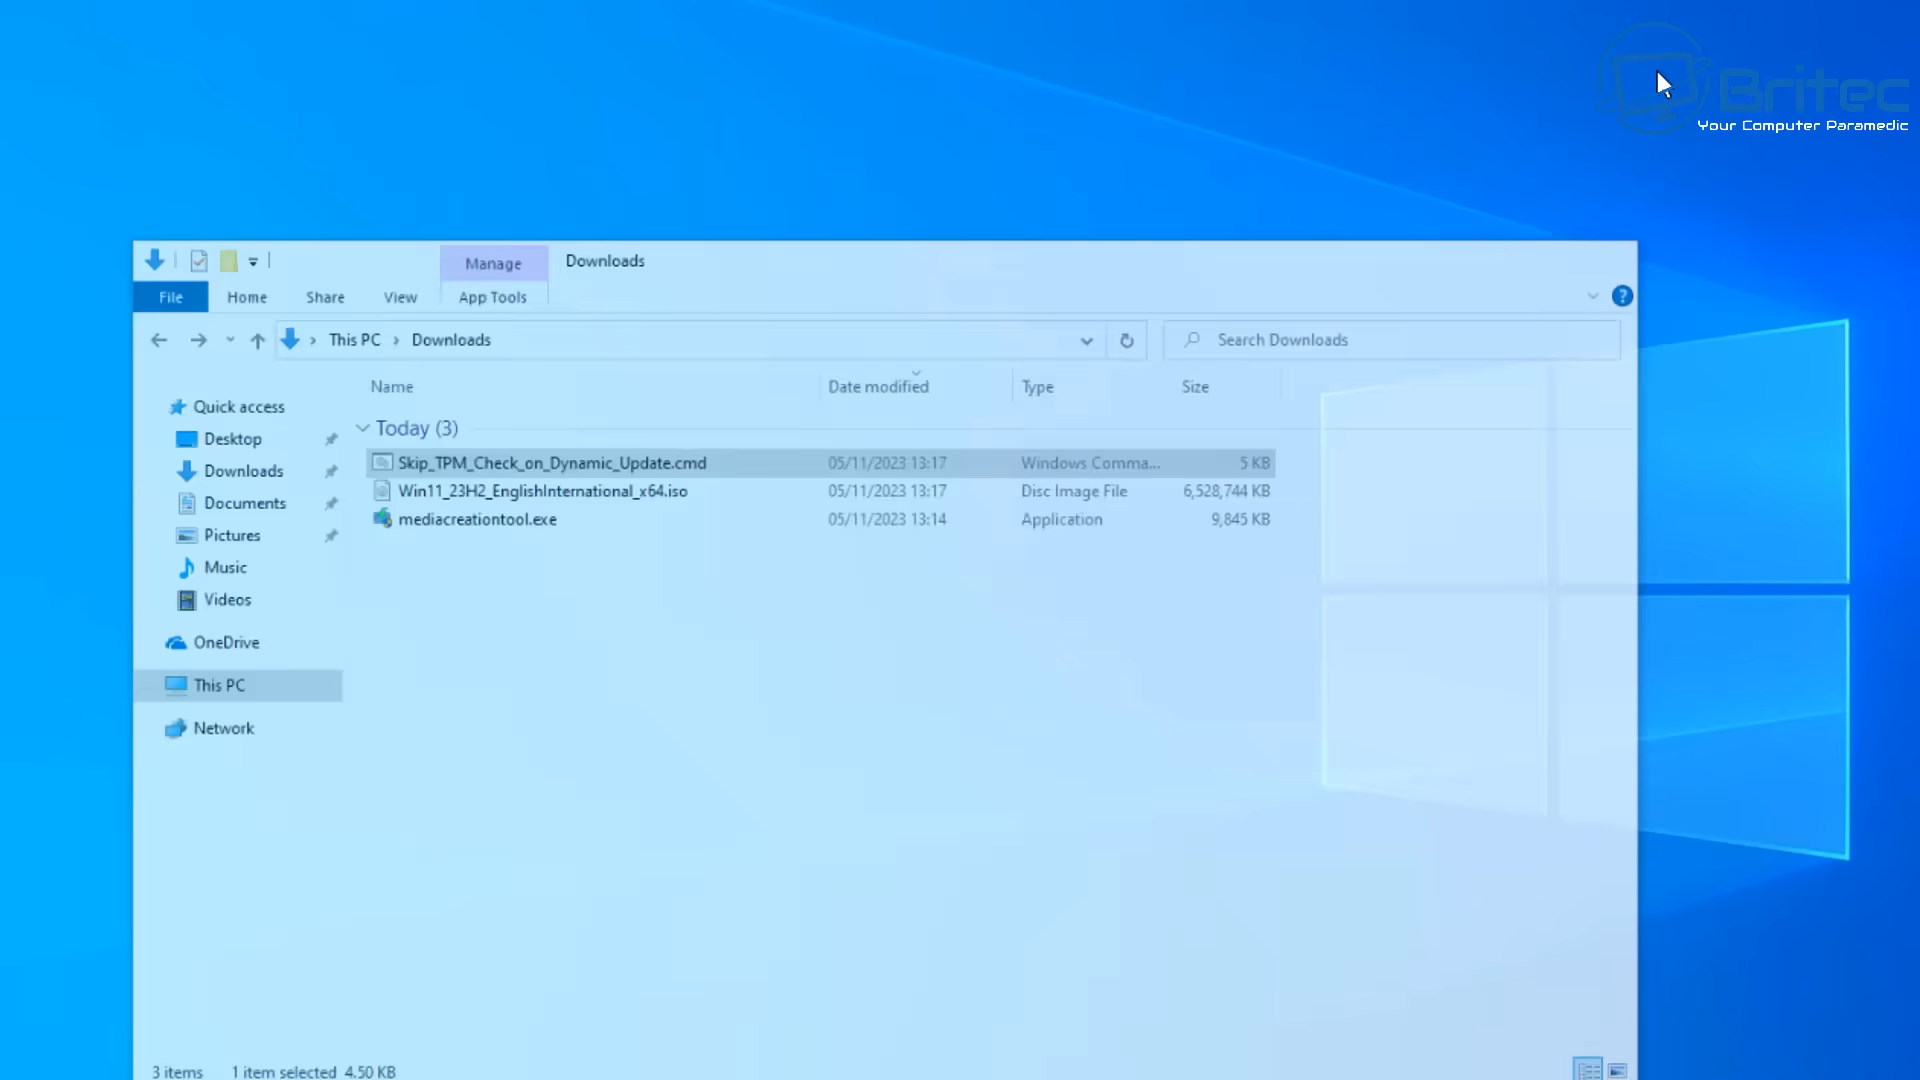 Britec
Your Computer Paramedic
Manage
Downloads
File
Home
Share
View
App Tools
This PC
Downloads
Search Downloads
Name
Date modified
Type
Size
Quick access
Desktop
Downloads
Documents
Pictures
Music
Videos
OneDrive
This PC
Network
Today (3)
Skip_TPM_Check_on_Dynamic_Update.cmd 05/11/2023 13:17 Windows Comma... 5 KB
Win11_23H2_EnglishInternational_x64.iso 05/11/2023 13:17 Disc Image File 6,528,744 KB
mediacreationtool.exe 05/11/2023 13:14 Application 9,845 KB
3 items 1 item selected 4.50 KB